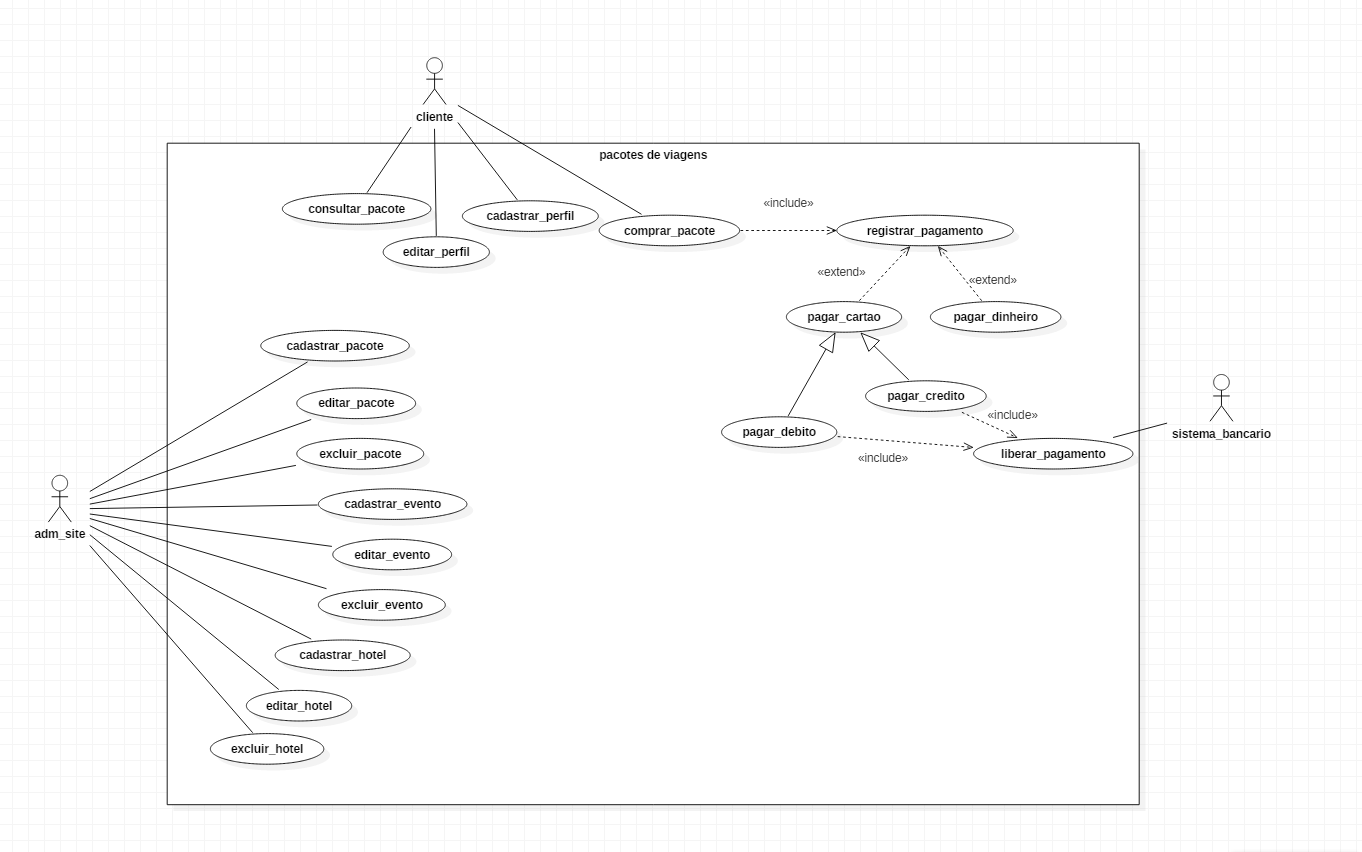 cliente
pacotes de viagens
consultar_pacote
editar_perfil
cadastrar_perfil
comprar_pacote
«include»
registrar_pagamento
«extend»
«extend»
pagar_cartao
pagar_dinheiro
pagar_credito
pagar_debito
«include»
«include»
liberar_pagamento
sistema_bancario
cadastrar_pacote
editar_pacote
excluir_pacote
cadastrar_evento
adm_site
editar_evento
excluir_evento
cadastrar_hotel
editar_hotel
excluir_hotel